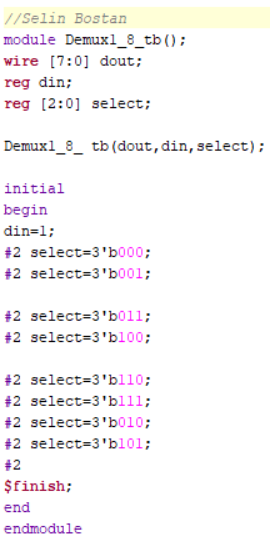 //Selin Bostan
module Demux1_8_tb();
wire [7:0] dout;
reg din;
reg [2:0] select;
Demux1_8_ tb(dout,din,select);
initial
begin
din=1;
#2 select=3'b000;
#2 select=3'b001;
#2 select=3'b011;
#2 select=3'b100;
#2 select=3'b110;
#2 select=3'b111;
#2 select=3'b010;
#2 select=3'b101;
#2
$finish;
end
endmodule